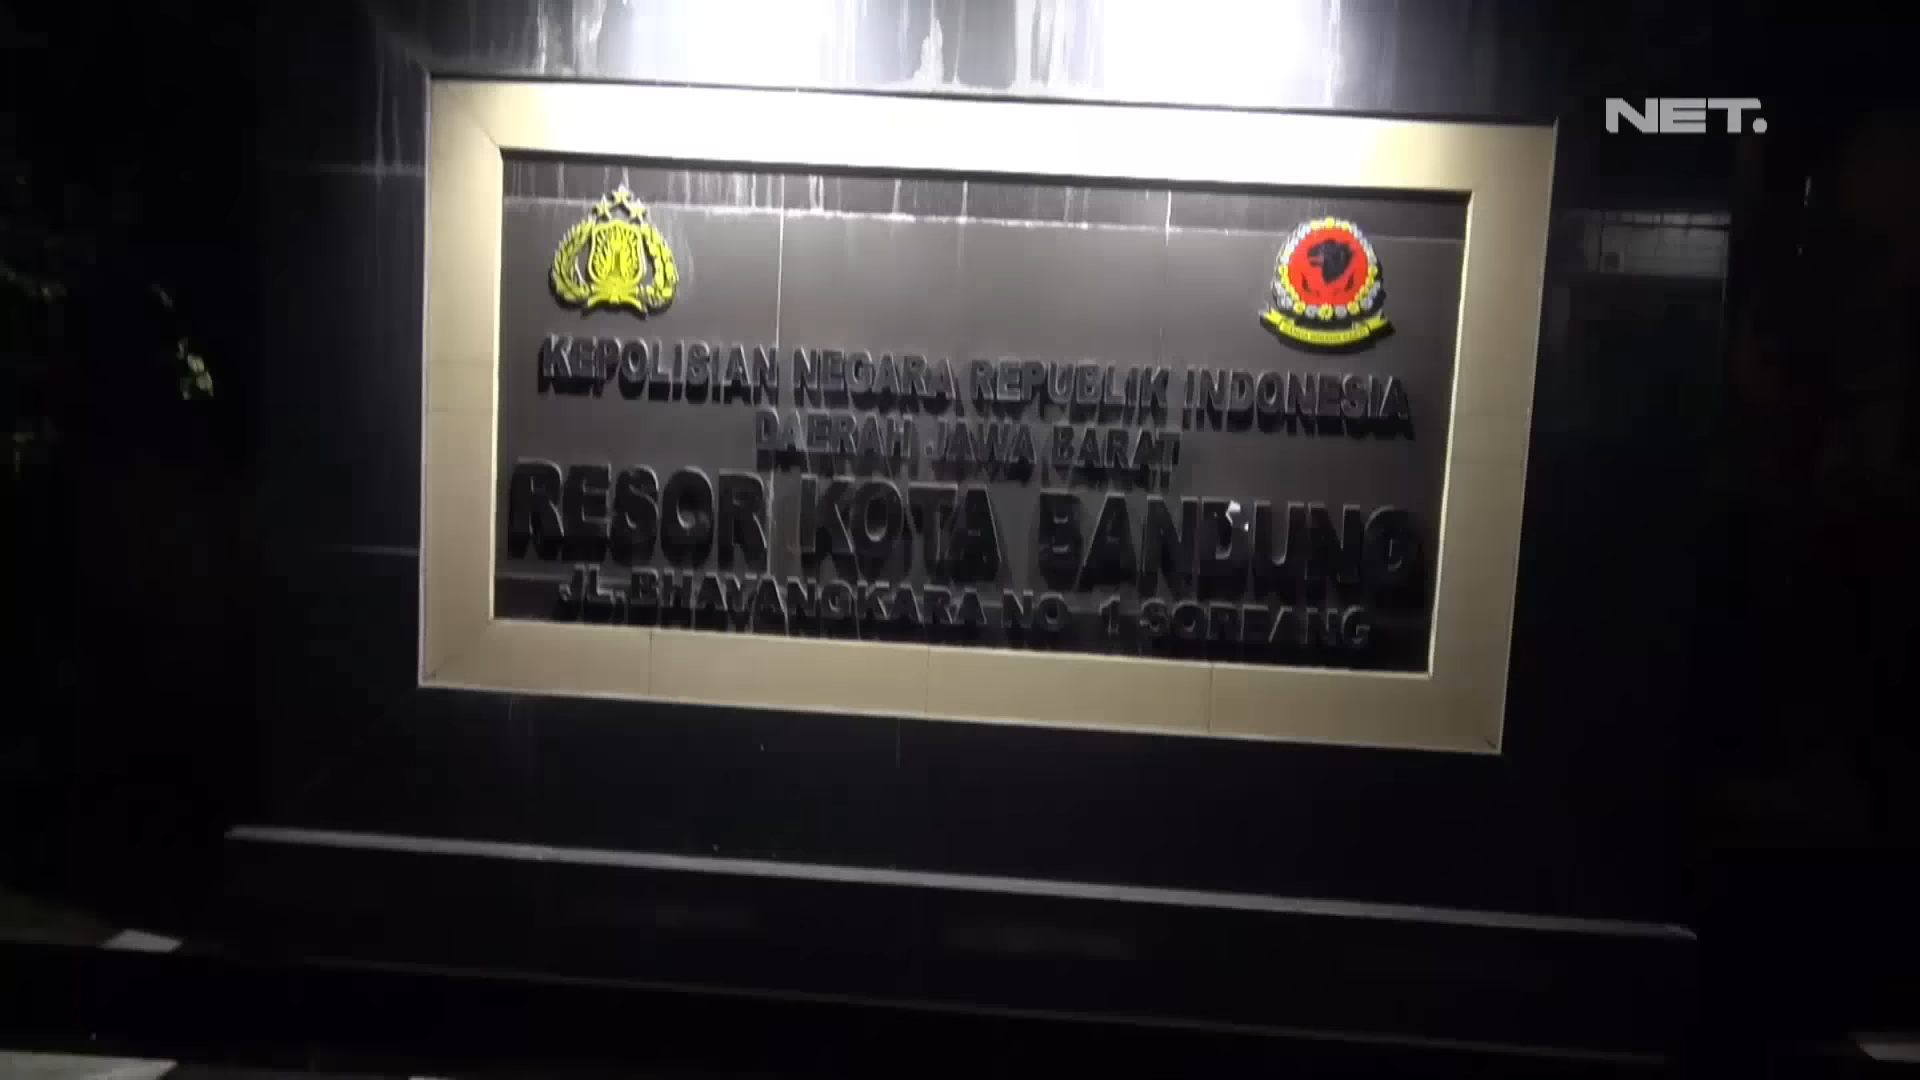 NET.
KEPOLISIAN NEGARA REPUBLIK INDONESIA
DAERAH JAWA BARAT
RESOR KOTA BANDUNG
JL. BHAYANGKARA NO 1 SOREANG